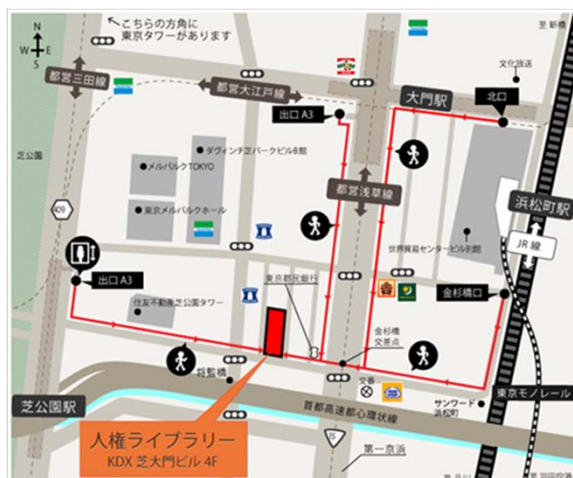 N
W E
S
こちらの方角に
東京タワーがあります
至 新橋
都営三田線
都営大江戸線
大門駅
文化放送
北口
出口 A3
芝公園
ダヴィンチ芝パークビルB館
メルパルクTOKYO
都営浅草線
浜松町駅
JR 線
409
東京メルパルクホール
世界貿易センタービル別館
出口 A3
東京都民銀行
金杉橋口
住友不動産芝公園タワー
金杉橋
交差点
将監橋
交番
サンワード
浜松町
東京モノレール
芝公園駅
首都高速都心環状線
人権ライブラリー
KDX 芝大門ビル 4F
15
第一京浜